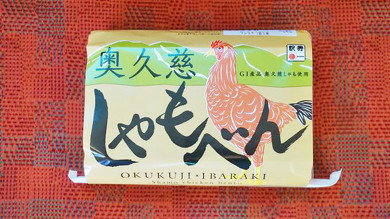 奥久慈
駅弁
GI産品 奥久慈しゃも使用
しゃもべん
OKUKUJI・IBARAKI
Shamo chicken bento